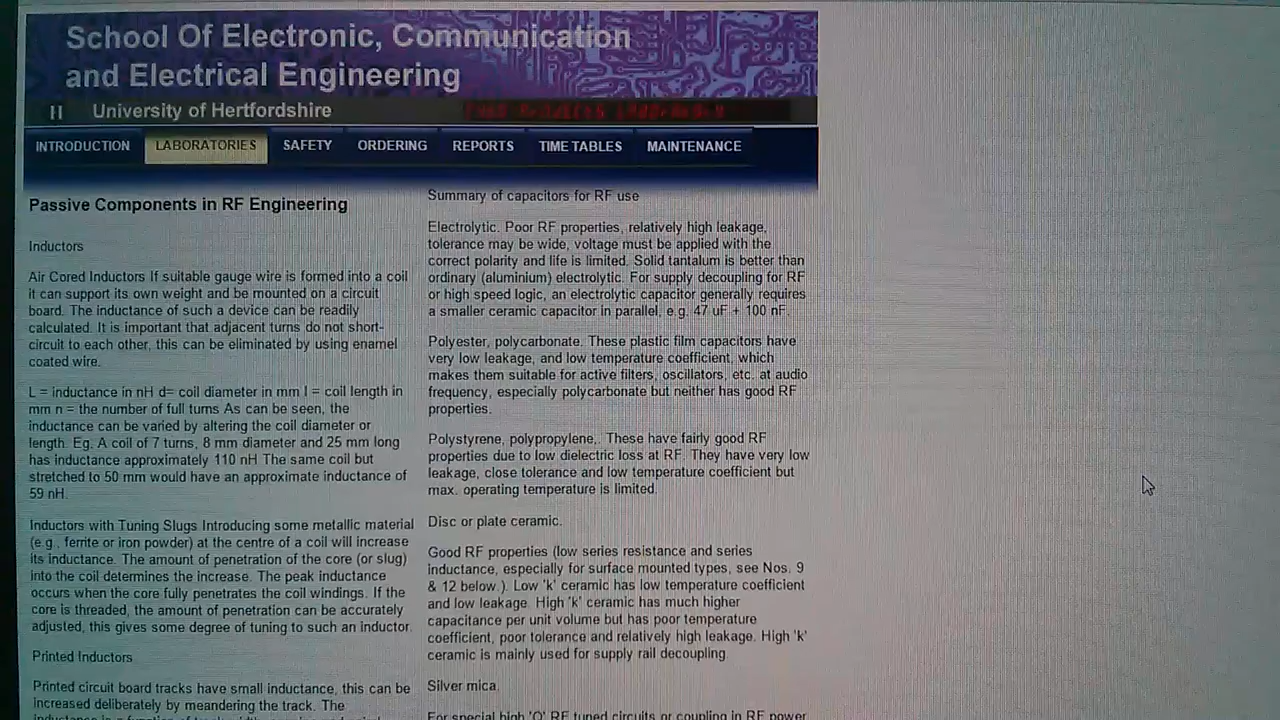 School Of Electronic, Communication
and Electrical Engineering
University of Hertfordshire
INTRODUCTION LABORATORIES SAFETY ORDERING REPORTS TIME TABLES MAINTENANCE
Passive Components in RF Engineering
Inductors
Air Cored Inductors If suitable gauge wire is formed into a coil
it can support its own weight and be mounted on a circuit
board. The inductance of such a device can be readily
calculated. It is important that adjacent turns do not short-
circuit to each other, this can be eliminated by using enamel
coated wire.
L = inductance in nH d= coil diameter in mm l = coil length in
mm n = the number of full turns As can be seen, the
inductance can be varied by altering the coil diameter or
length. Eg. A coil of 7 turns, 8 mm diameter and 25 mm long
has inductance approximately 110 nH The same coil but
stretched to 50 mm would have an approximate inductance of
59 nH.
Inductors with Tuning Slugs Introducing some metallic material
(e.g., ferrite or iron powder) at the centre of a coil will increase
its inductance. The amount of penetration of the core (or slug)
into the coil determines the increase. The peak inductance
occurs when the core fully penetrates the coil windings. If the
core is threaded, the amount of penetration can be accurately
adjusted, this gives some degree of tuning to such an inductor.
Printed Inductors
Printed circuit board tracks have small inductance, this can be
increased deliberately by meandering the track. The
Summary of capacitors for RF use
Electrolytic. Poor RF properties, relatively high leakage,
tolerance may be wide, voltage must be applied with the
correct polarity and life is limited. Solid tantalum is better than
ordinary (aluminium) electrolytic. For supply decoupling for RF
or high speed logic, an electrolytic capacitor generally requires
a smaller ceramic capacitor in parallel, e.g. 47 uF + 100 nF.
Polyester, polycarbonate. These plastic film capacitors have
very low leakage, and low temperature coefficient, which
makes them suitable for active filters, oscillators, etc. at audio
frequency, especially polycarbonate but neither has good RF
properties.
Polystyrene, polypropylene,. These have fairly good RF
properties due to low dielectric loss at RF. They have very low
leakage, close tolerance and low temperature coefficient but
max. operating temperature is limited.
Disc or plate ceramic.
Good RF properties (low series resistance and series
inductance, especially for surface mounted types, see Nos. 9
& 12 below.). Low 'k' ceramic has low temperature coefficient
and low leakage. High 'k' ceramic has much higher
capacitance per unit volume but has poor temperature
coefficient, poor tolerance and relatively high leakage. High 'k'
ceramic is mainly used for supply rail decoupling.
Silver mica.
For special high 'Q' RF tuned circuits or coupling in RF power